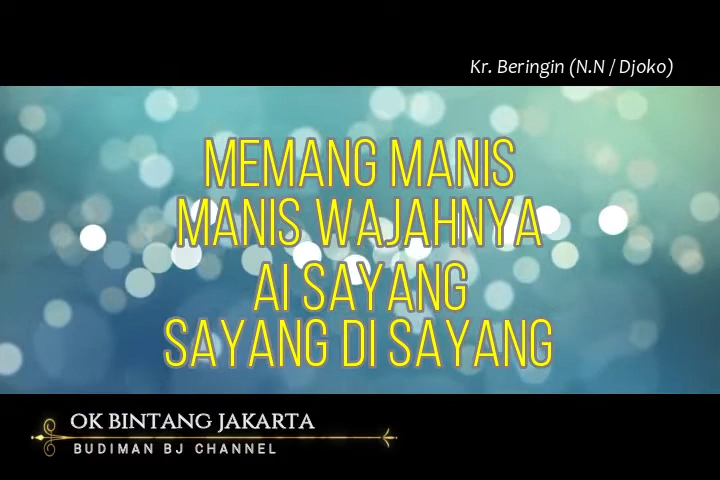 Kr. Beringin (N.N / Djoko)
MEMANG MANIS
MANIS WAJAHNYA
AI SAYANG
SAYANG DI SAYANG
OK BINTANG JAKARTA
BUDIMAN BJ CHANNEL